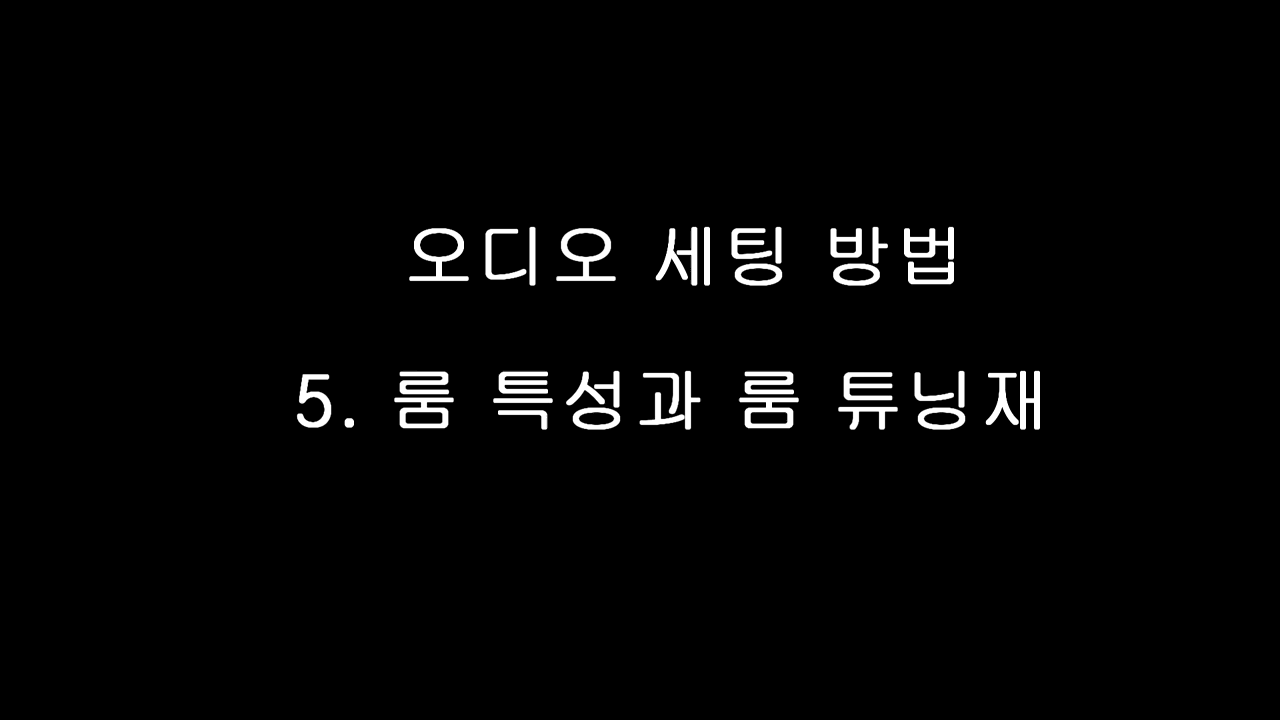 오디오 세팅 방법
5. 룸 특성과 룸 튜닝재